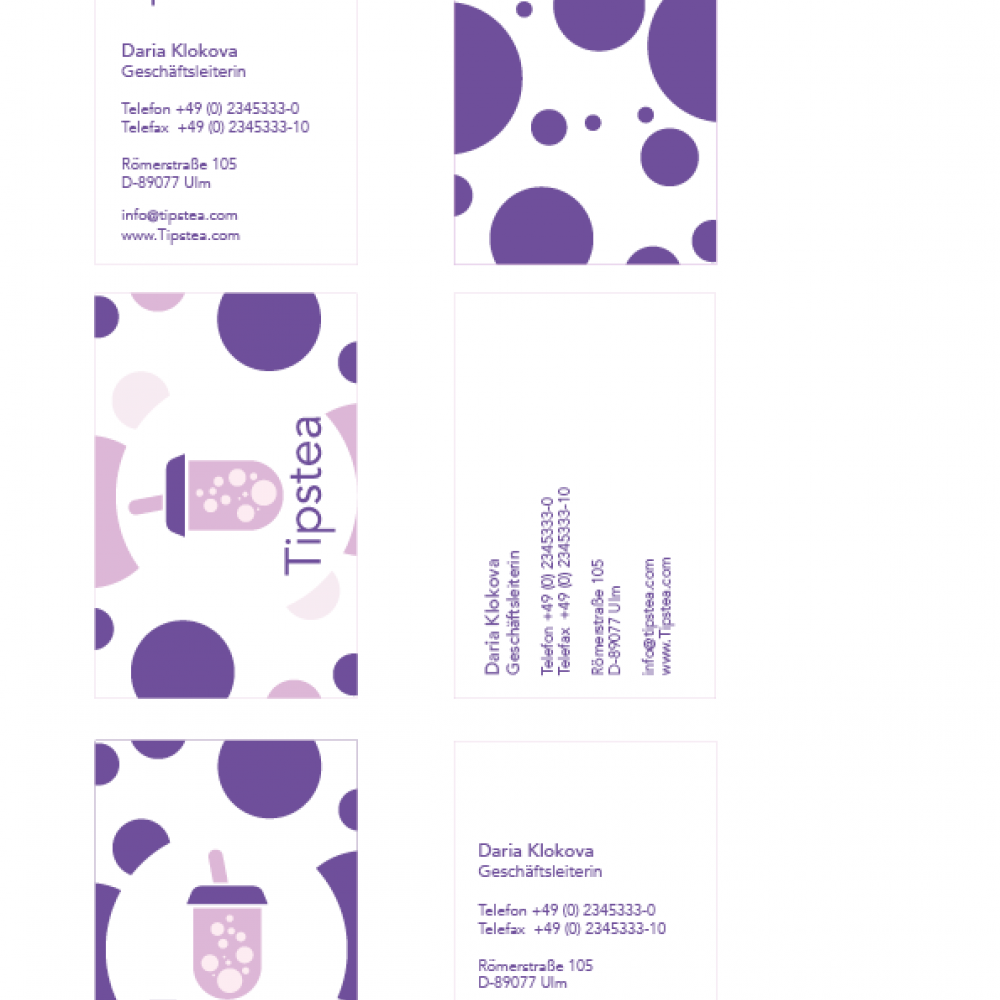 Daria Klokova
Geschäftsleiterin
Telefon +49 (0) 2345333-0
Telefax +49 (0) 2345333-10
Römerstraße 105
D-89077 Ulm
info@tipstea.com
www.Tipstea.com
Tipstea
Daria Klokova
Geschäftsleiterin
Telefon +49 (0) 2345333-0
Telefax +49 (0) 2345333-10
Römerstraße 105
D-89077 Ulm
info@tipstea.com
www.Tipstea.com
Daria Klokova
Geschäftsleiterin
Telefon +49 (0) 2345333-0
Telefax +49 (0) 2345333-10
Römerstraße 105
D-89077 Ulm